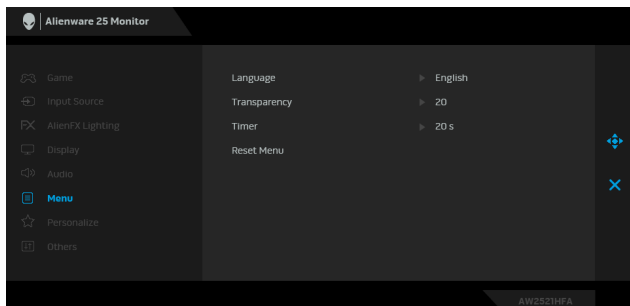 Alienware 25 Monitor
Game
Input Source
AlienFX Lighting
Display
Audio
Menu
Personalize
Others
Language English
Transparency 20
Timer 20 s
Reset Menu
AW2521HFA